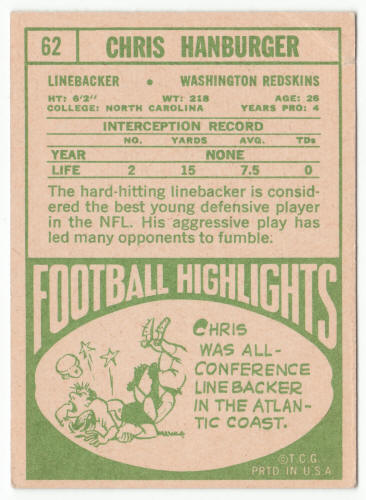 62 CHRIS HANBURGER
LINEBACKER • WASHINGTON REDSKINS
HT: 6'2" WT: 218 AGE: 26
COLLEGE: NORTH CAROLINA YEARS PRO: 4
INTERCEPTION RECORD
NO. YARDS AVG. TDs
YEAR NONE
LIFE 2 15 7.5 0
The hard-hitting linebacker is consid-
ered the best young defensive player
in the NFL. His aggressive play has
led many opponents to fumble.
FOOTBALL HIGHLIGHTS
CHRIS
WAS ALL-
CONFERENCE
LINEBACKER
IN THE ATLAN-
TIC COAST.
©T.C.G.
PRTD IN U.S.A.